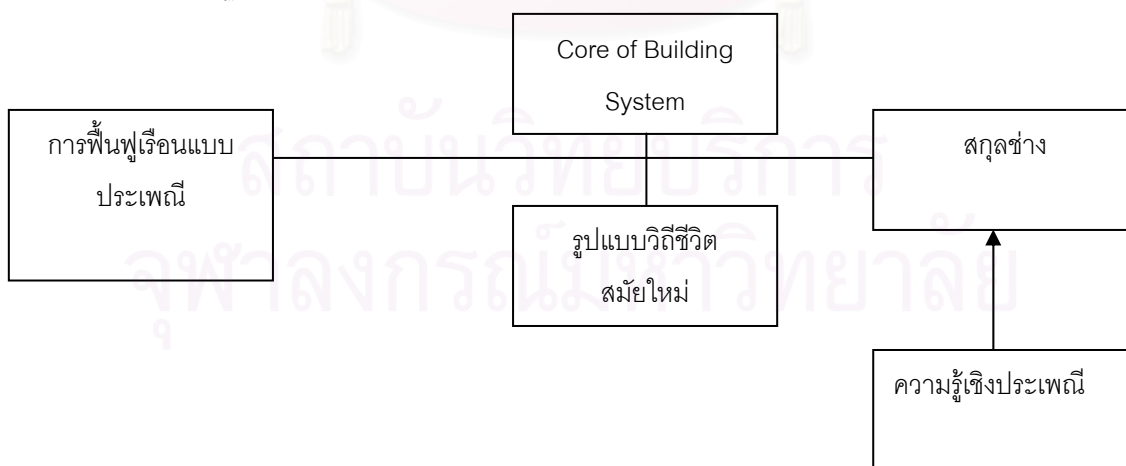 Core of Building
System
การฟื้นฟูเรือนแบบ
ประเพณี
สกุลช่าง
รูปแบบวิถีชีวิต
สมัยใหม่
ความรู้เชิงประเพณี
สถาบันวิทยบริการ
จุฬาลงกรณ์มหาวิทยาลัย